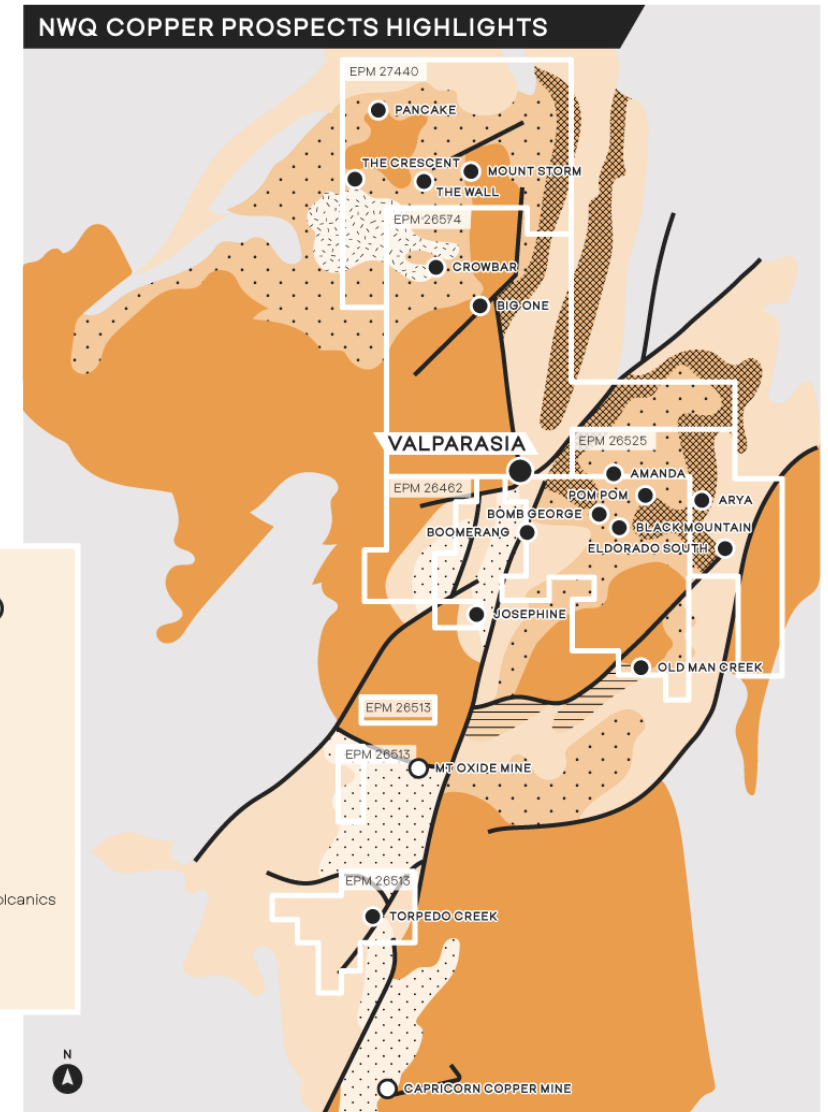 NWQ COPPER PROSPECTS HIGHLIGHTS
EPM 27440
PANCAKE
THE CRESCENT
MOUNT STORM
THE WALL
EPM 26574
CROWBAR
BIG ONE
VALPARASIA
EPM 26525
AMANDA
EPM 26462
POM POM
ARYA
BOMB GEORGE
BLACK MOUNTAIN
BOOMERANG
ELDORADO SOUTH
JOSEPHINE
OLD MAN CREEK
EPM 26513
EPM 26513
MT OXIDE MINE
EPM 26513
olcanics
TORPEDO CREEK
N
CAPRICORN COPPER MINE